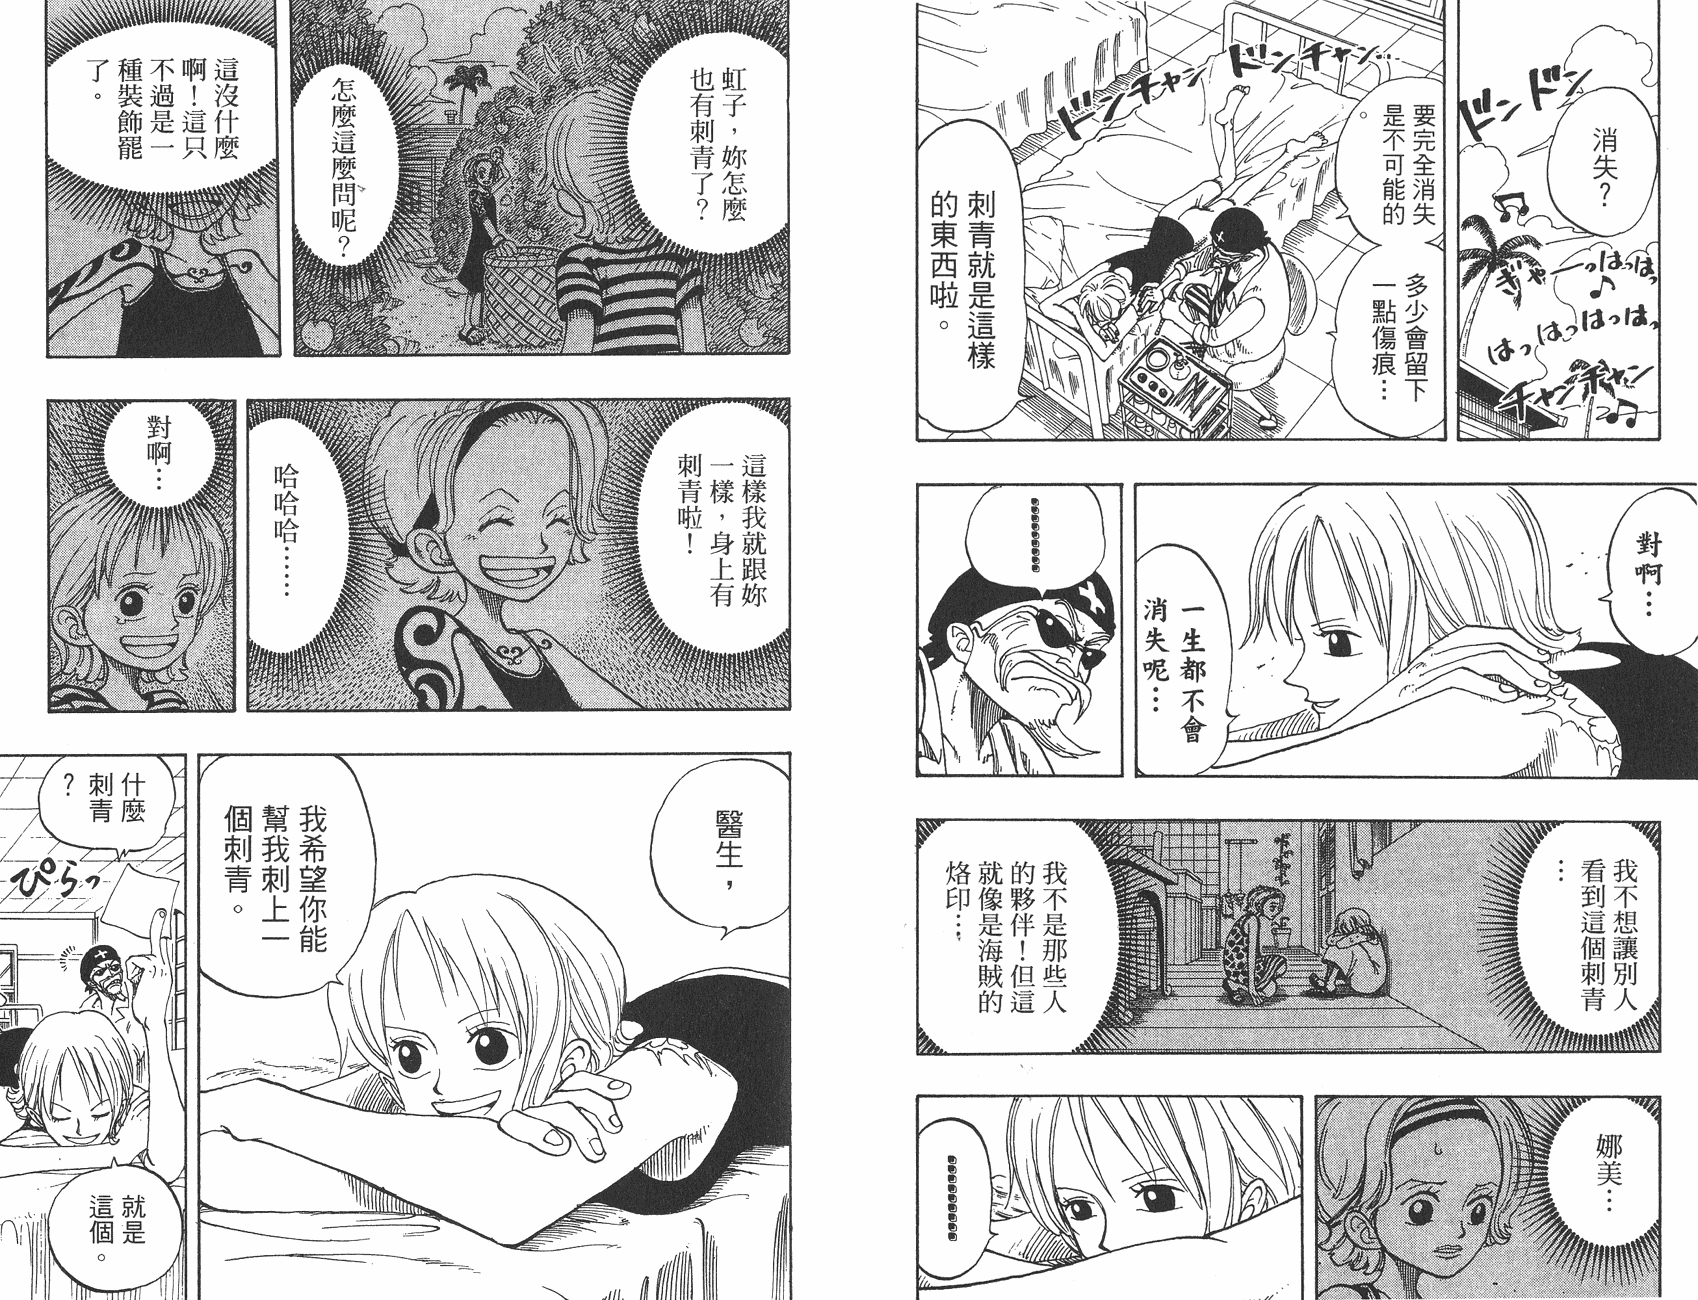 ドンドン
消失？
ぎゃーっはっはっ
はっはっはっはっ
チャンチャン
ドンチャンドンチャン…
要完全消失
是不可能的
。
多少會留下
一點傷痕…
刺青就是這樣
的東西啦。
對啊…
一生都不會
消失呢…
…………
我不想讓別人
看到這個刺青
…
我不是那些人
的夥伴！但這
就像是海賊的
烙印…
娜美…
…………
虹子，妳怎麼
也有刺青了？
怎麼這麼問呢？
這沒什麼
啊！這只
不過是一
種裝飾罷
了。
這樣我就跟妳
一樣，身上有
刺青啦！
哈哈哈……
對啊…
醫生，
我希望你能
幫我刺上一
個刺青。
什麼
刺青
？
ぴらっ
就是
這個。